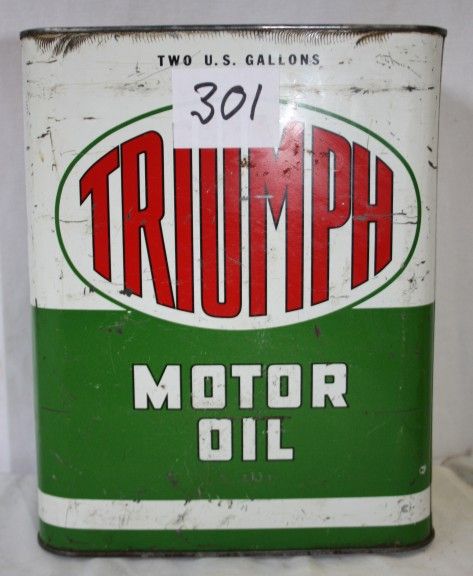 TWO U.S. GALLONS
301
TRIUMPH
MOTOR
OIL